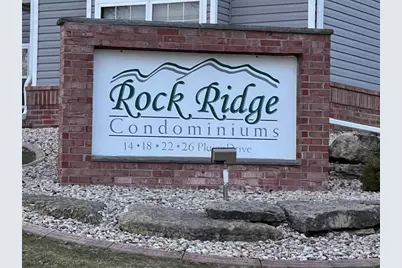 Rock Ridge
Condominiums
14 • 18 • 22 • 26 Drive